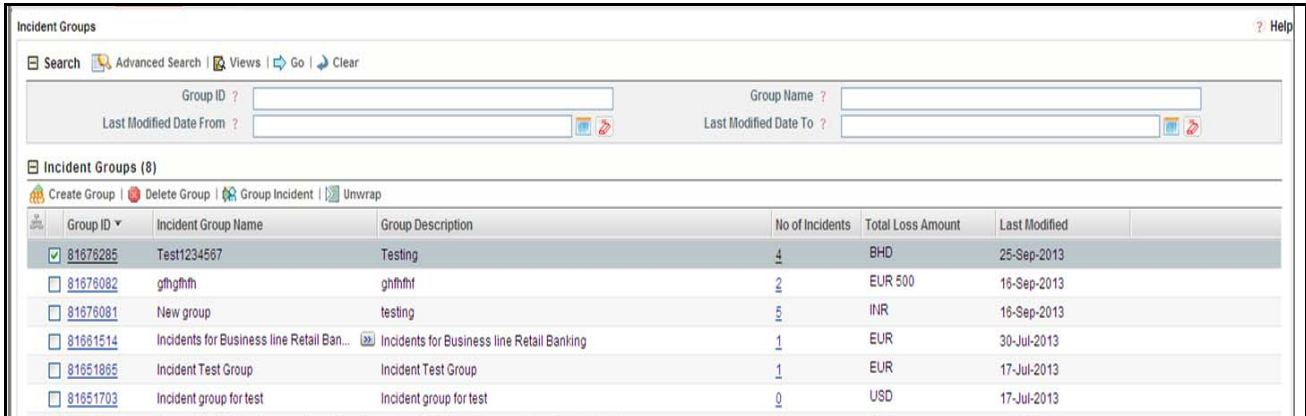 Incident Groups ? Help
Search Advanced Search | Views | Go | Clear
Group ID ? Group Name ?
Last Modified Date From ? Last Modified Date To ?
Incident Groups (8)
Create Group | Delete Group | Group Incident | Unwrap
Group ID Incident Group Name Group Description No of Incidents Total Loss Amount Last Modified
81676285 Test1234567 Testing 4 BHD 25-Sep-2013
81676082 gfhgfhfh ghfhfhf 2 EUR 500 16-Sep-2013
81676081 New group testing 5 INR 16-Sep-2013
81661514 Incidents for Business line Retail Ban... >> Incidents for Business line Retail Banking 1 EUR 30-Jul-2013
81651865 Incident Test Group Incident Test Group 1 EUR 17-Jul-2013
81651703 Incident group for test Incident group for test 0 USD 17-Jul-2013